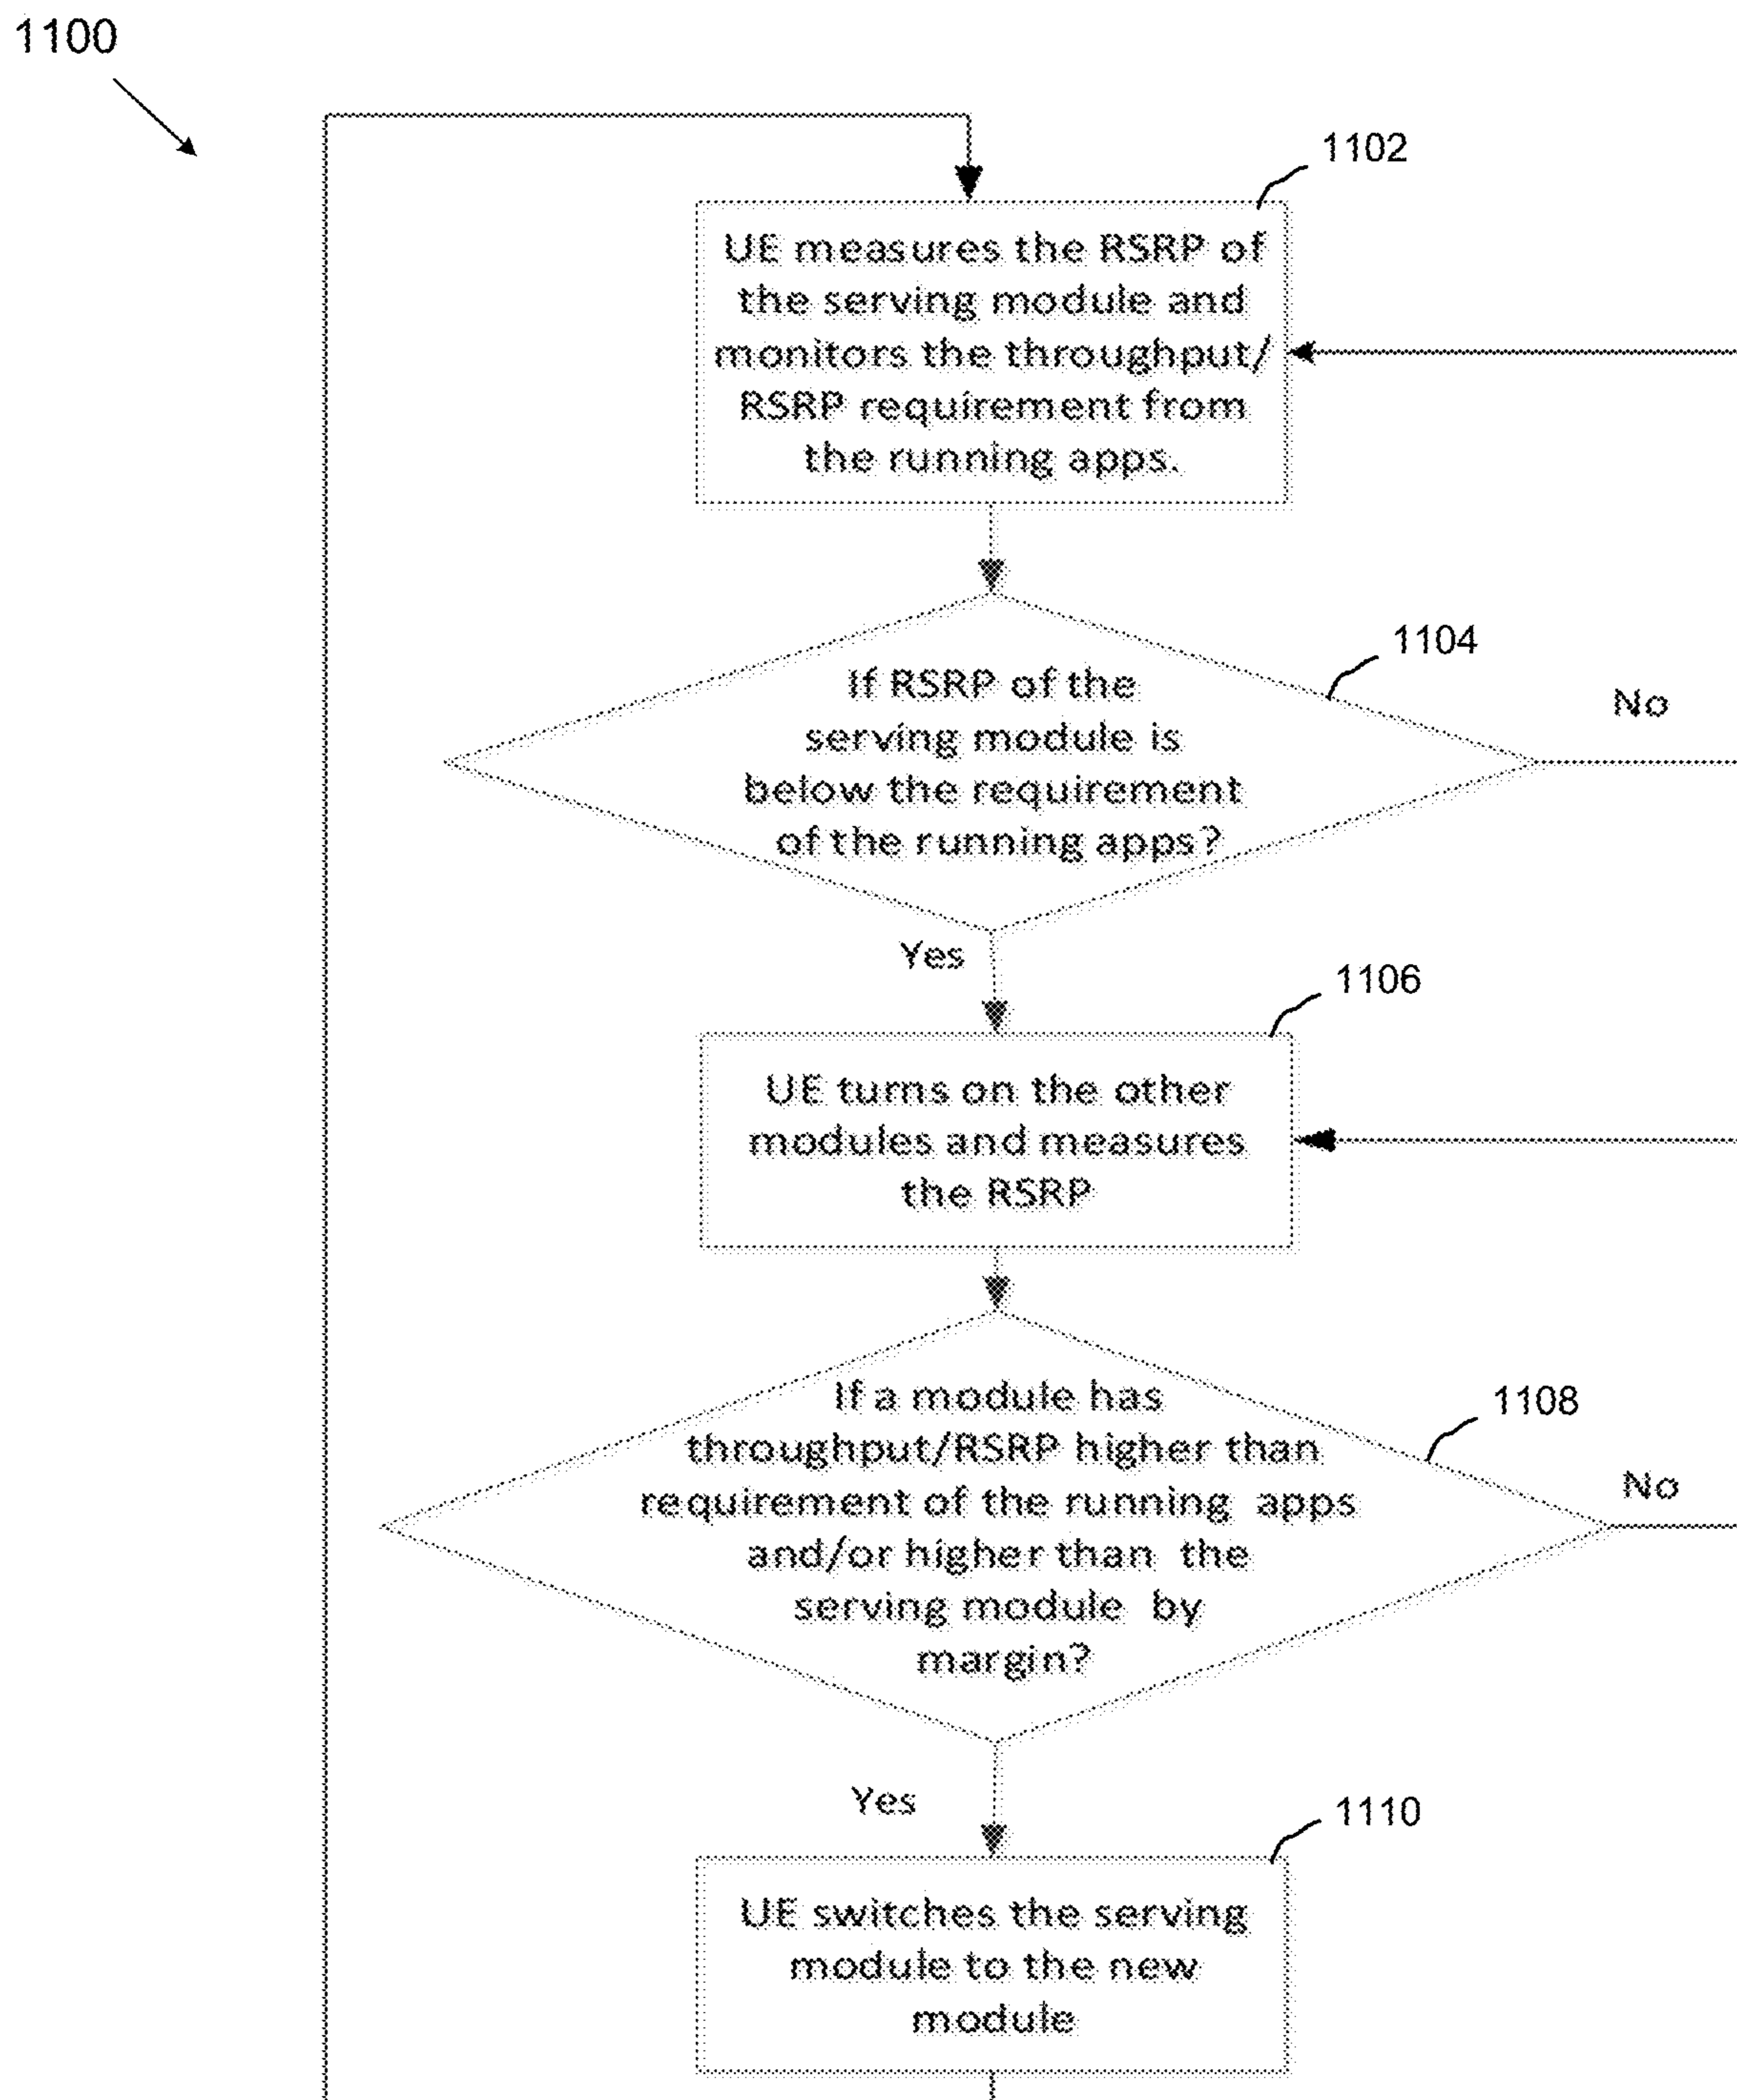 1100
1102
UE measures the RSRP of
the serving module and
monitors the throughput/
RSRP requirement from
the running apps.
1104
If RSRP of the
serving module is
below the requirement
of the running apps?
No
Yes
1106
UE turns on the other
modules and measures
the RSRP
1108
If a module has
throughput/RSRP higher than
requirement of the running apps
and/or higher than the
serving module by
margin?
No
Yes
1110
UE switches the serving
module to the new
module